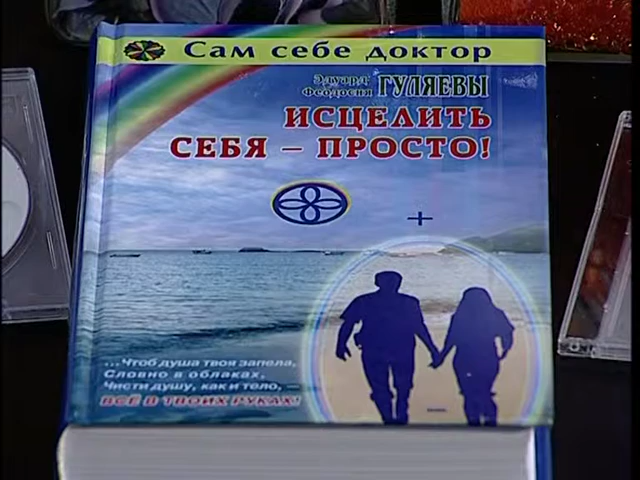 Сам себе доктор
Эдуард,
Феодосия ГУЛЯЕВЫ
ИСЦЕЛИТЬ
СЕБЯ – ПРОСТО!
...Чтоб душа твоя запела,
Словно в облаках,
Чисти душу, как и тело, –
ВСЁ В ТВОИХ РУКАХ!